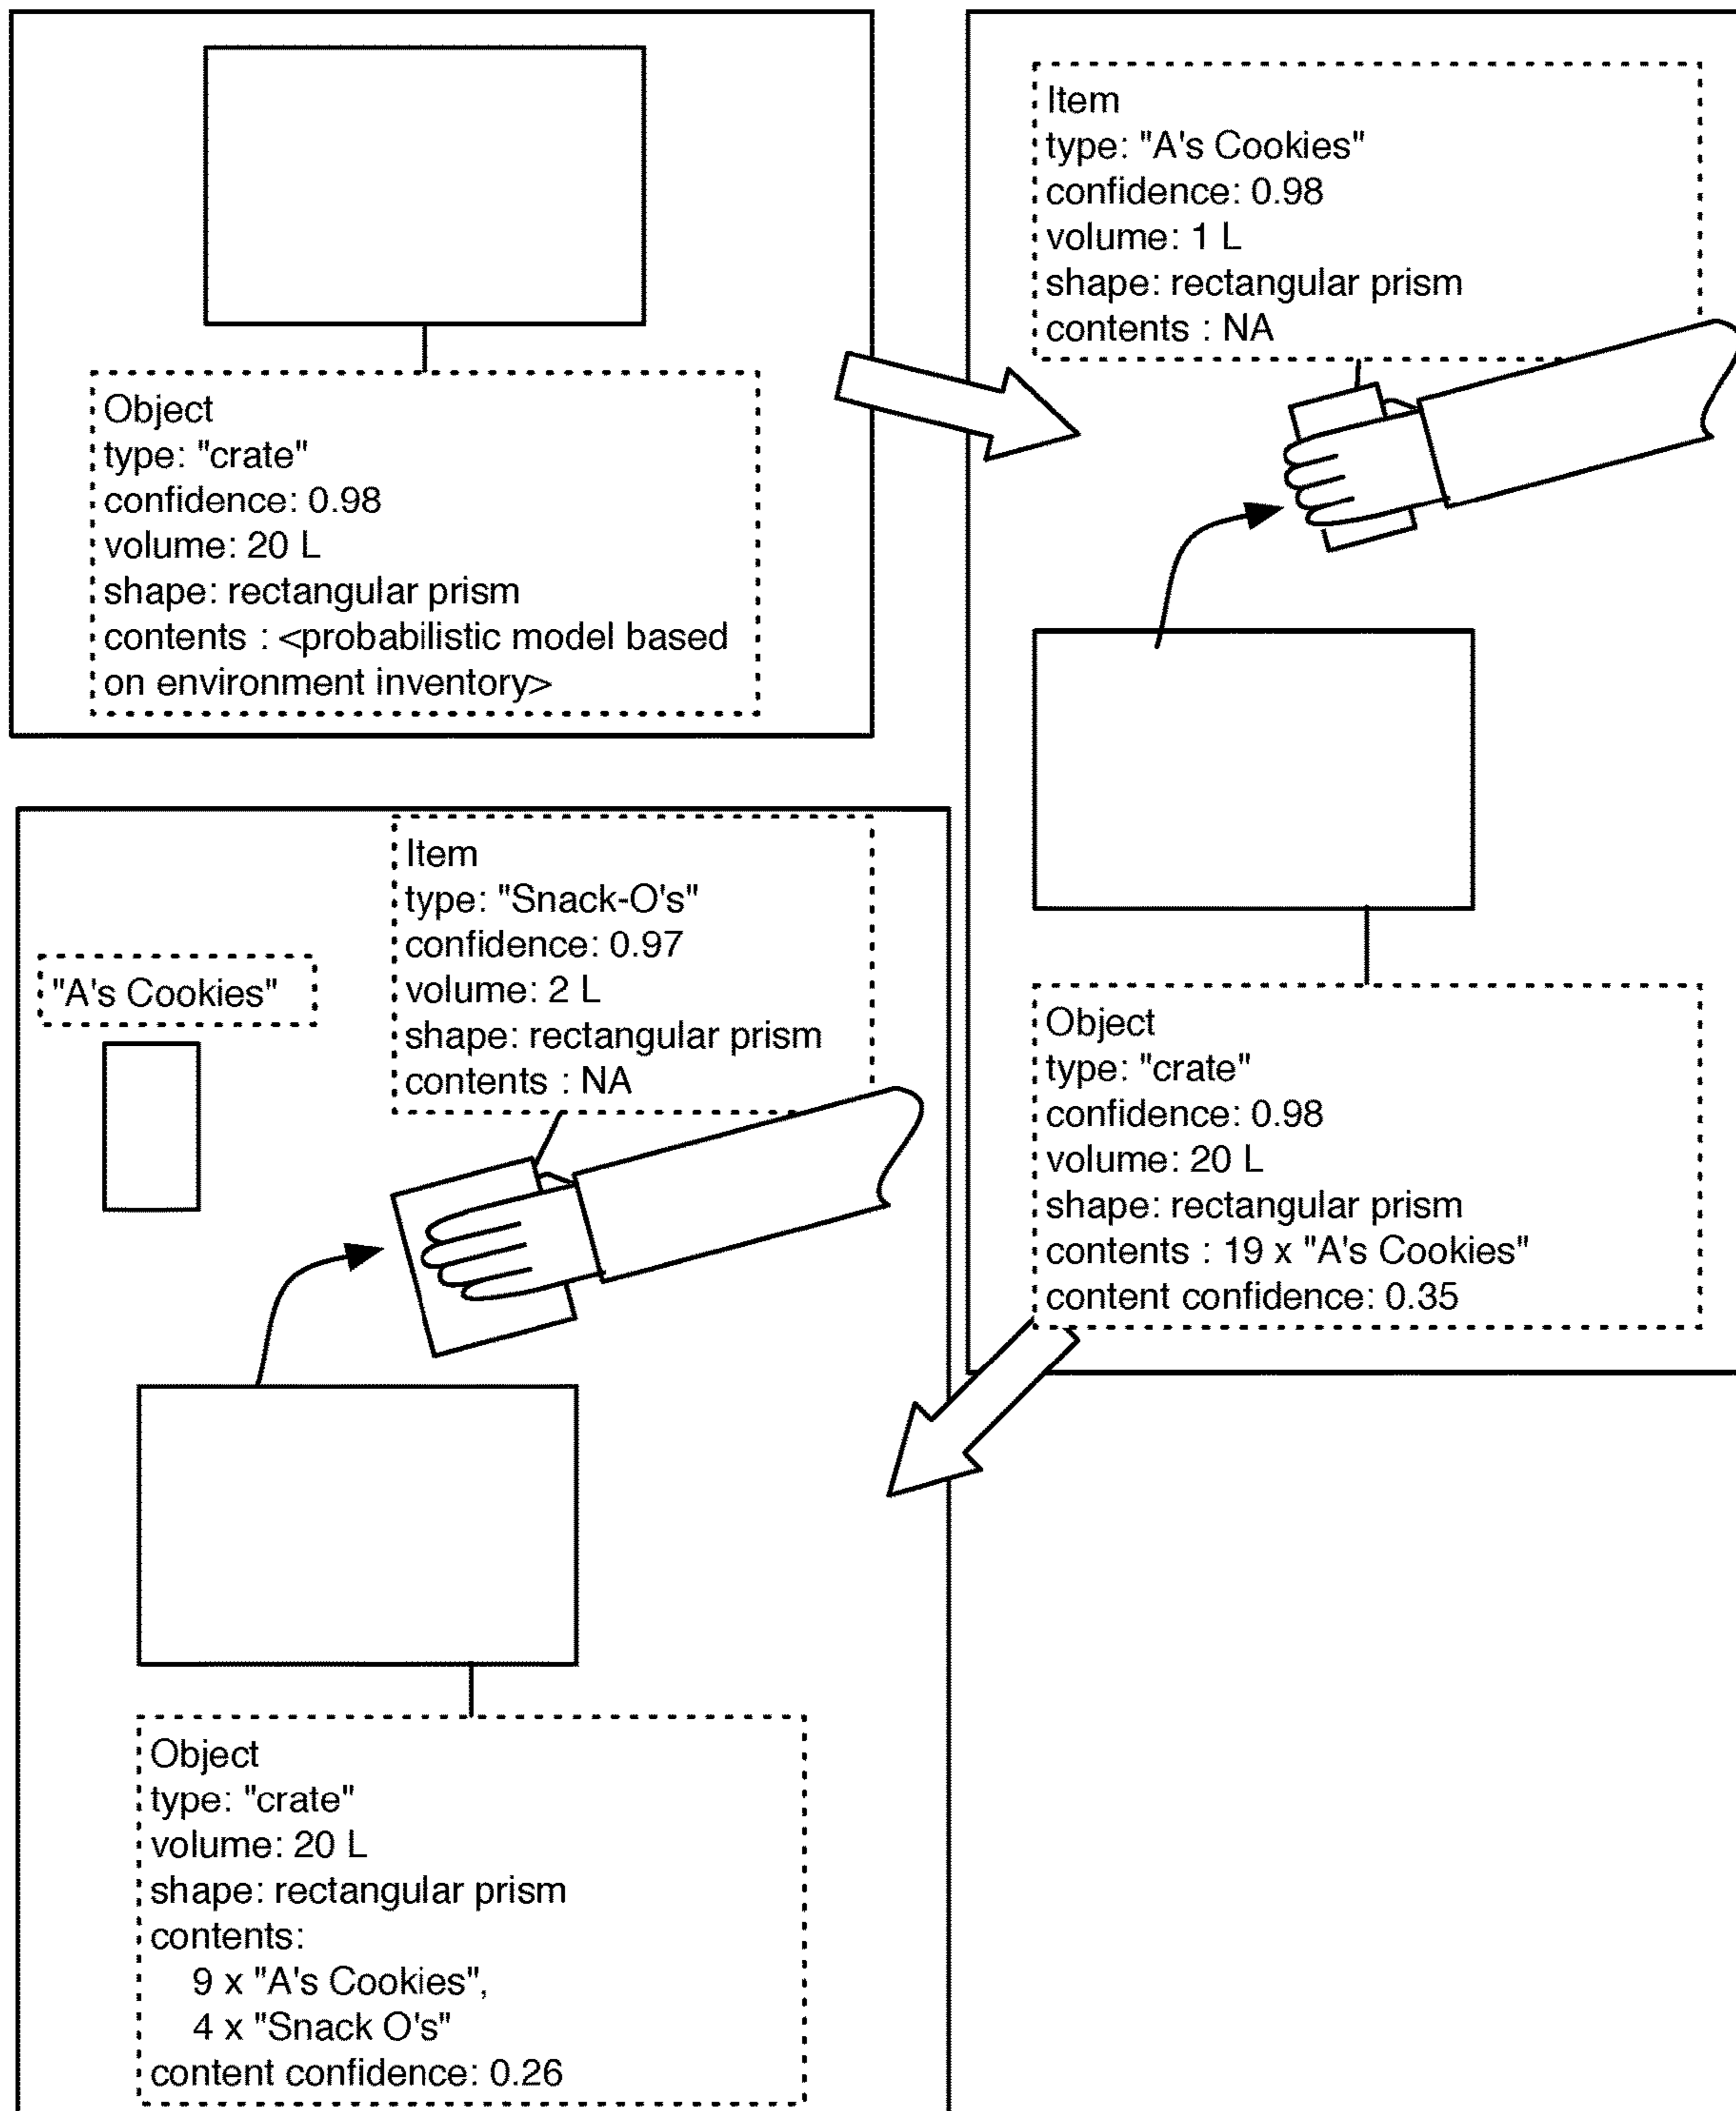 Object
type: "crate"
confidence: 0.98
volume: 20 L
shape: rectangular prism
contents : <probabilistic model based
on environment inventory>
Item
type: "A's Cookies"
confidence: 0.98
volume: 1 L
shape: rectangular prism
contents : NA
Object
type: "crate"
confidence: 0.98
volume: 20 L
shape: rectangular prism
contents : 19 x "A's Cookies"
content confidence: 0.35
Item
type: "Snack-O's"
confidence: 0.97
volume: 2 L
shape: rectangular prism
contents : NA
"A's Cookies"
Object
type: "crate"
volume: 20 L
shape: rectangular prism
contents:
9 x "A's Cookies",
4 x "Snack O's"
content confidence: 0.26